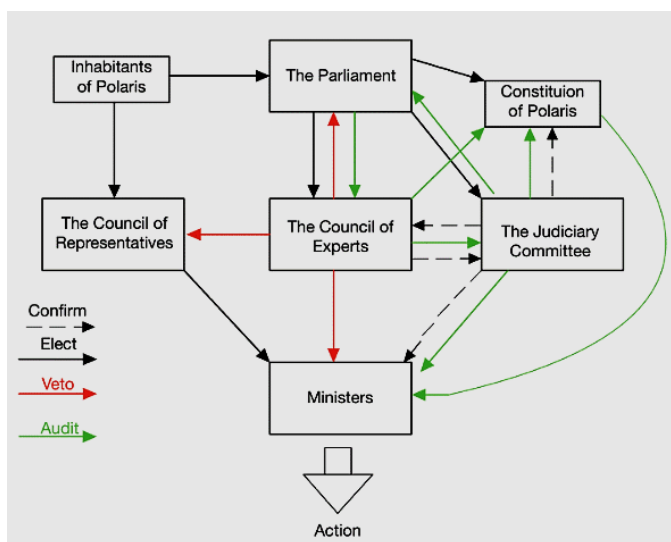 Inhabitants
of Polaris
The Parliament
Constituion
of Polaris
The Council of
Representatives
The Council of
Experts
The Judiciary
Committee
Confirm
Elect
Veto
Audit
Ministers
Action